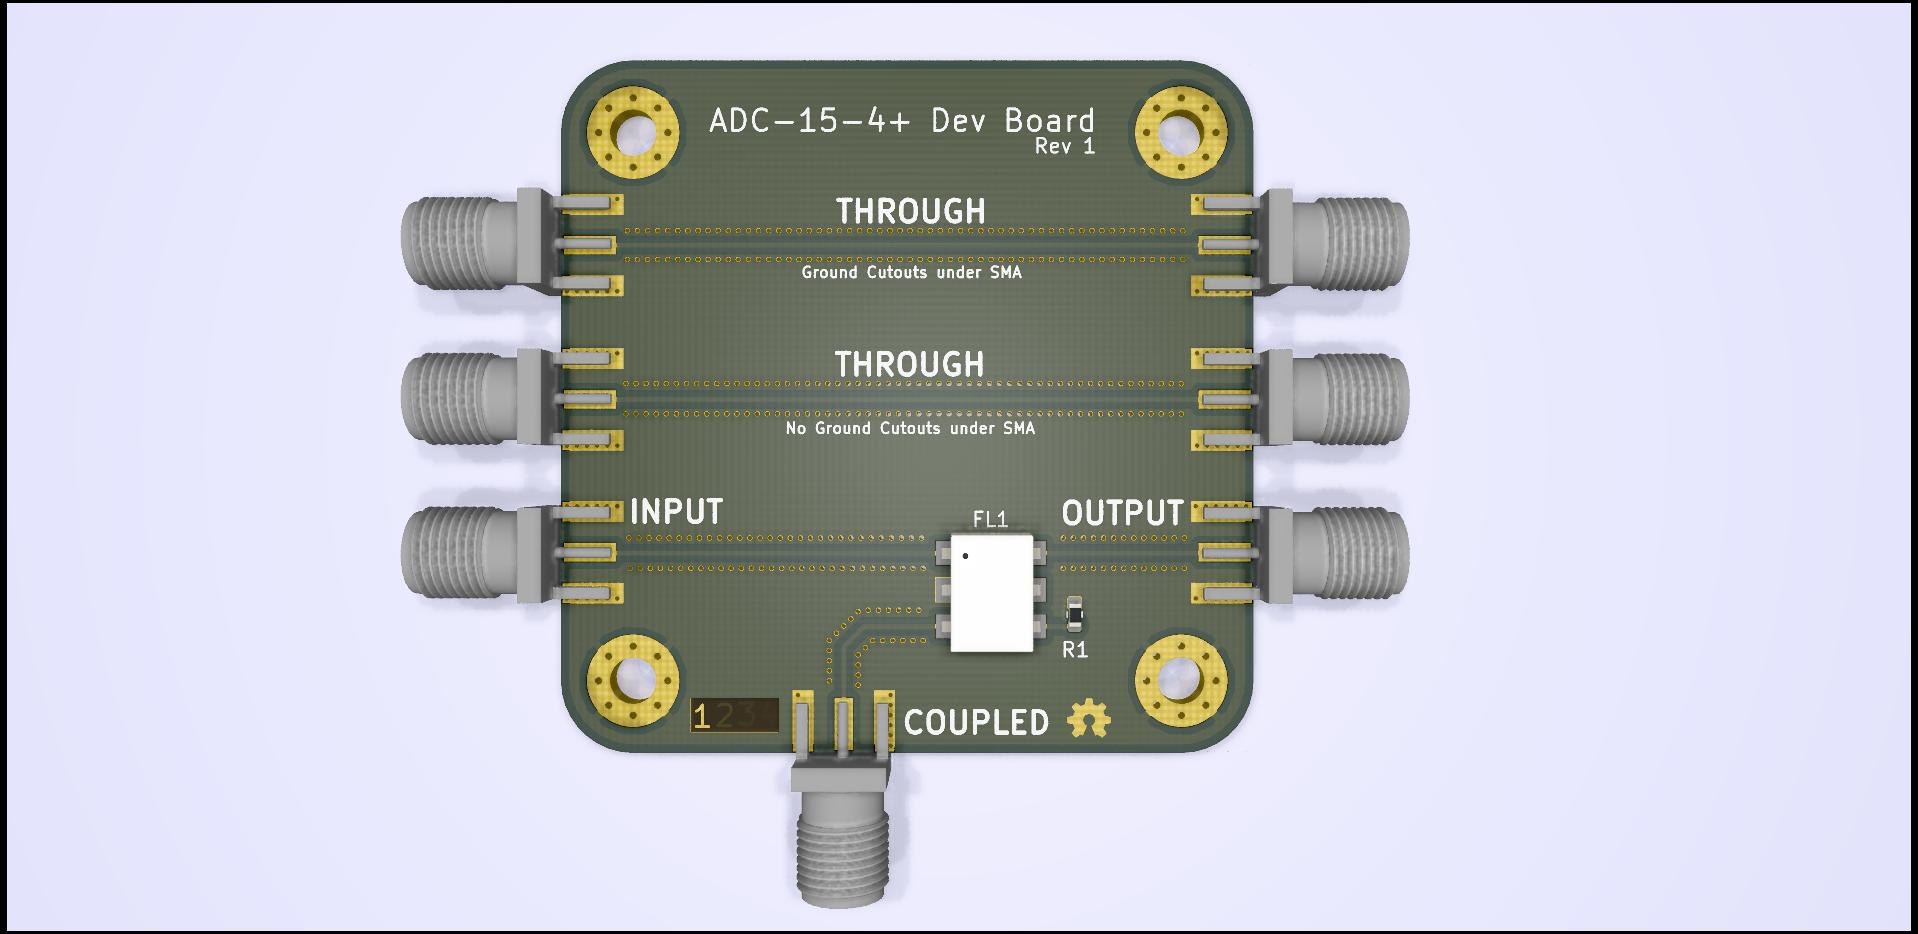 ADC-15-4+ Dev Board
Rev 1
THROUGH
Ground Cutouts under SMA
THROUGH
No Ground Cutouts under SMA
INPUT
FL1
OUTPUT
R1
123
COUPLED